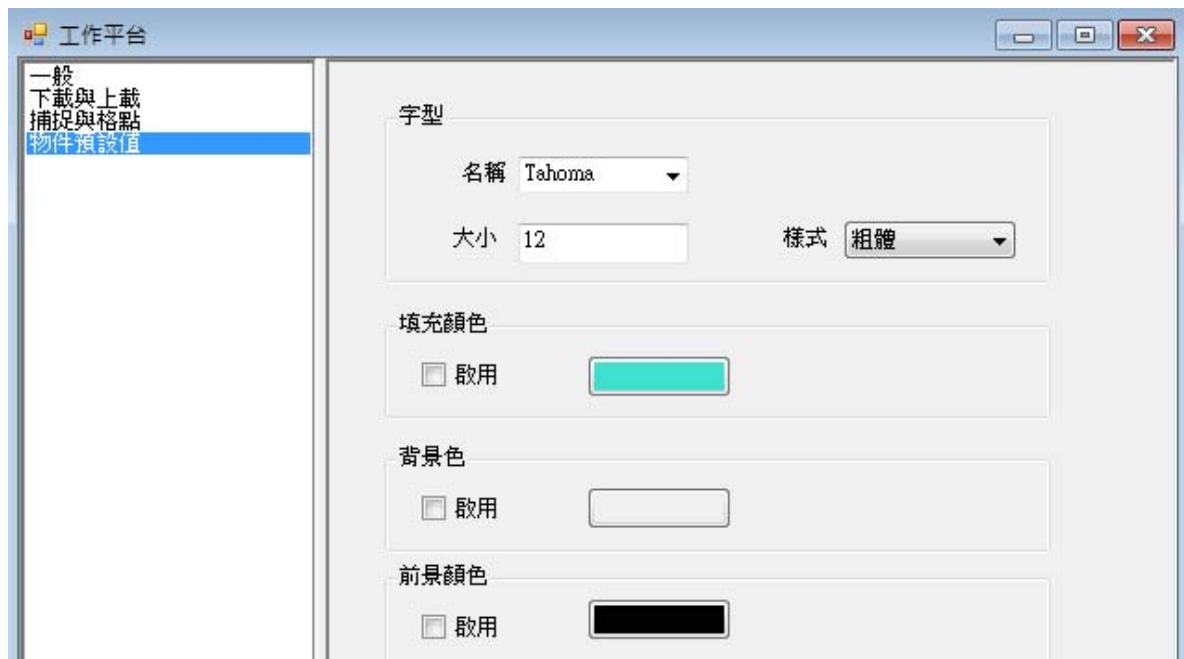 工作平台
一般
下載與上載
捕捉與格點
物件預設值
字型
名稱 Tahoma
大小 12 樣式 粗體
填充顏色
啟用
背景色
啟用
前景顏色
啟用